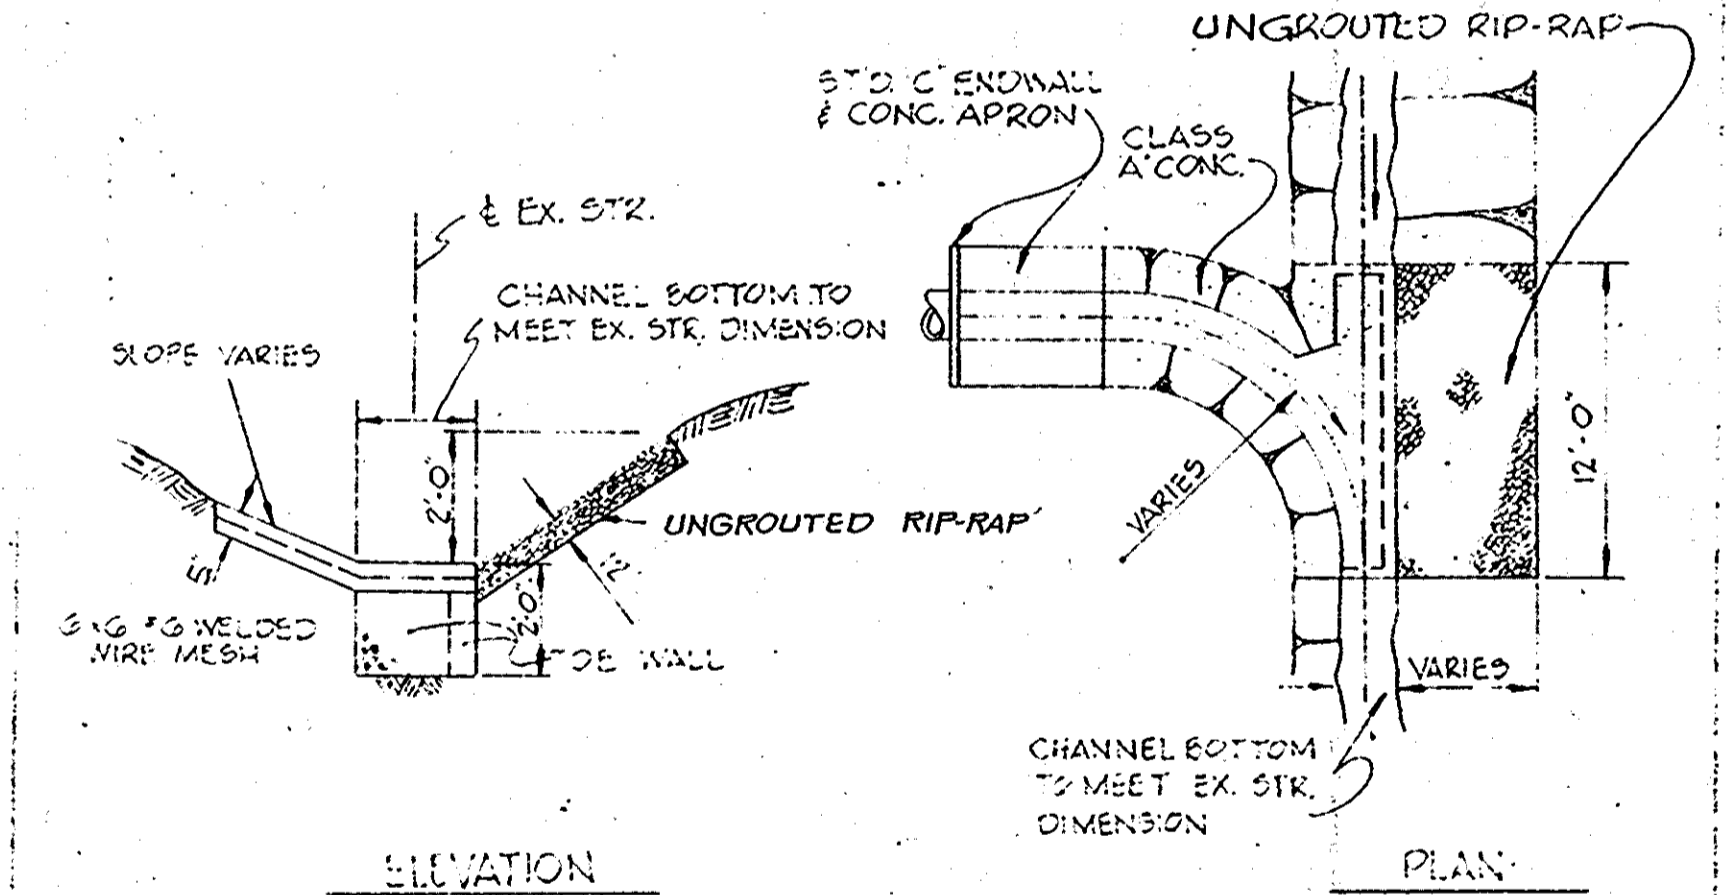 UNGROUTED RIP-RAP
ST'D. 'C' ENDWALL
& CONC. APRON
CLASS
'A' CONC.
℄ EX. STR.
CHANNEL BOTTOM TO
MEET EX. STR. DIMENSION
SLOPE VARIES
2'-0"
UNGROUTED RIP-RAP
12"
5"
2'-0"
6x6 #6 WELDED
WIRE MESH
TOE WALL
VARIES
12'-0"
VARIES
CHANNEL BOTTOM
TO MEET EX. STR.
DIMENSION
ELEVATION
PLAN